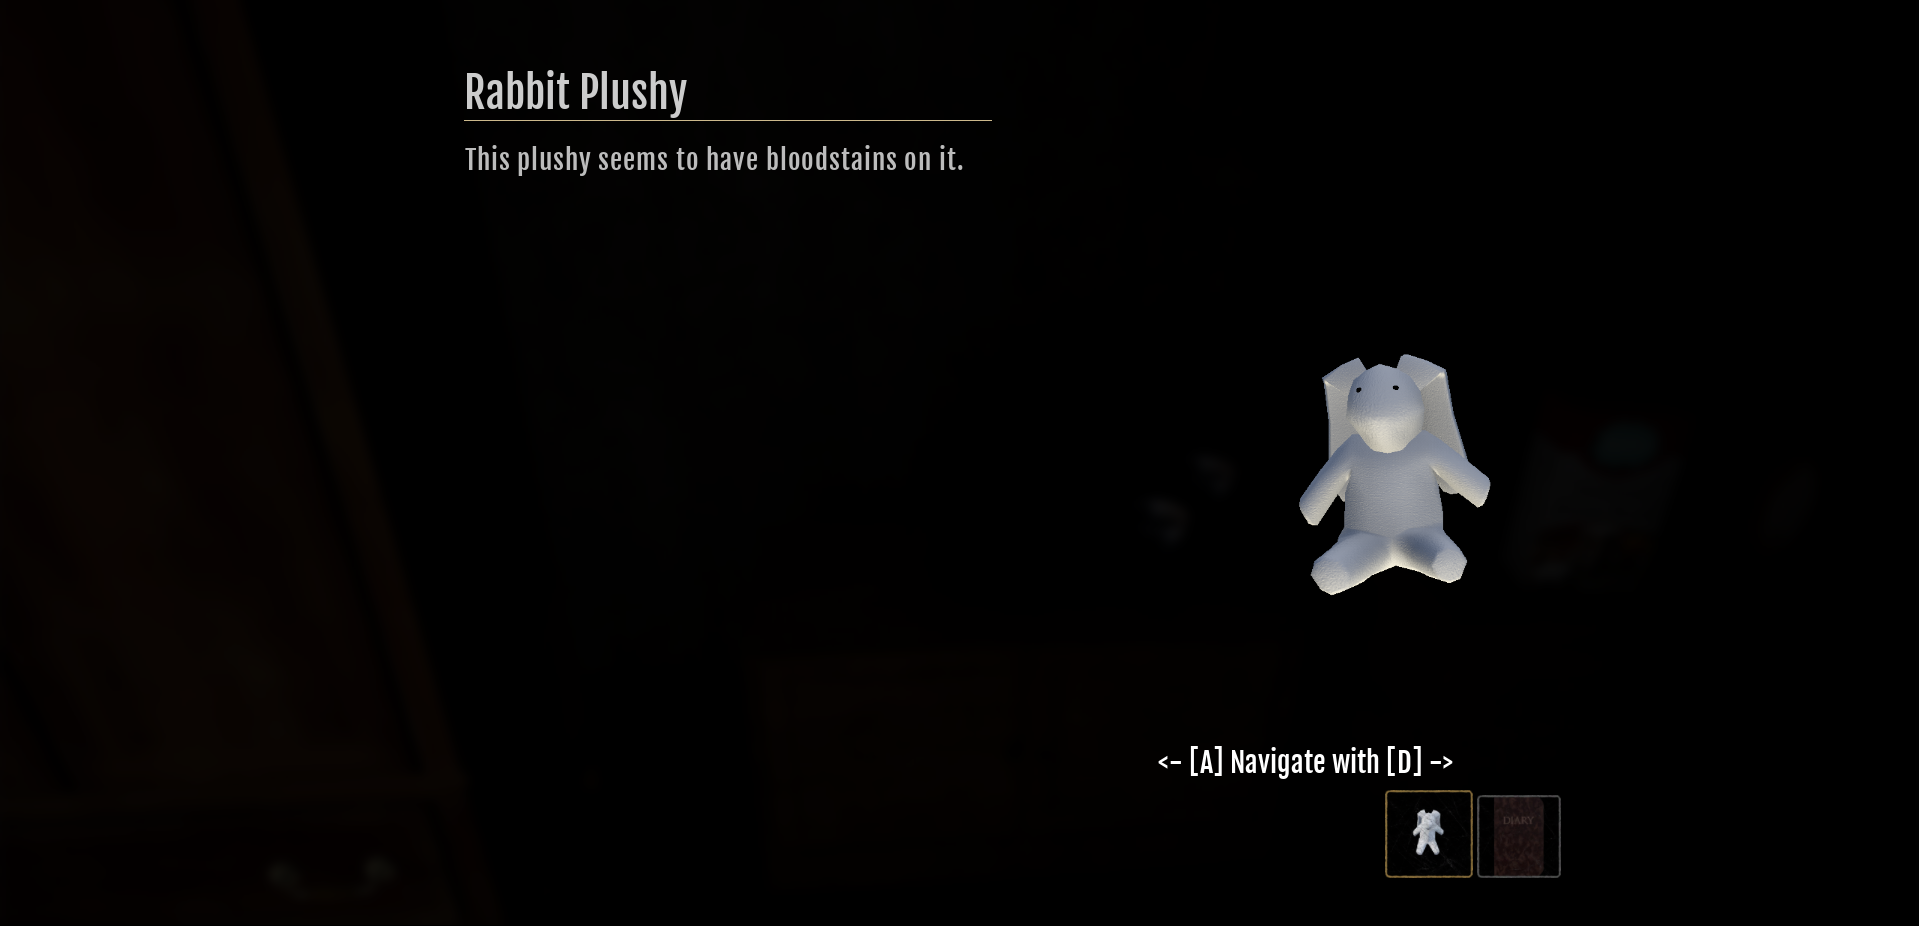 Rabbit Plushy
This plushy seems to have bloodstains on it.
<- [A] Navigate with [D] ->
DIARY